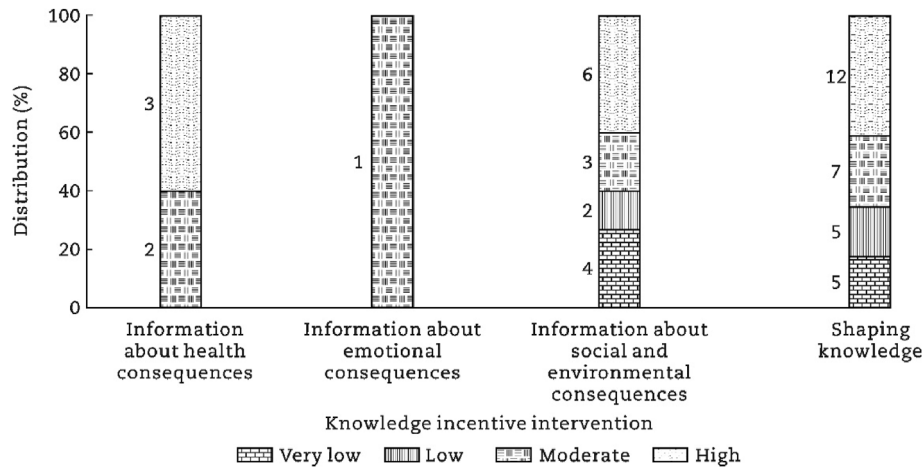 Distribution (%)
100
80
60
40
20
0
3
2
1
6
3
2
4
12
7
5
5
Information
about health
consequences
Information about
emotional
consequences
Information about
social and
environmental
consequences
Shaping
knowledge
Knowledge incentive intervention
Very low
Low
Moderate
High